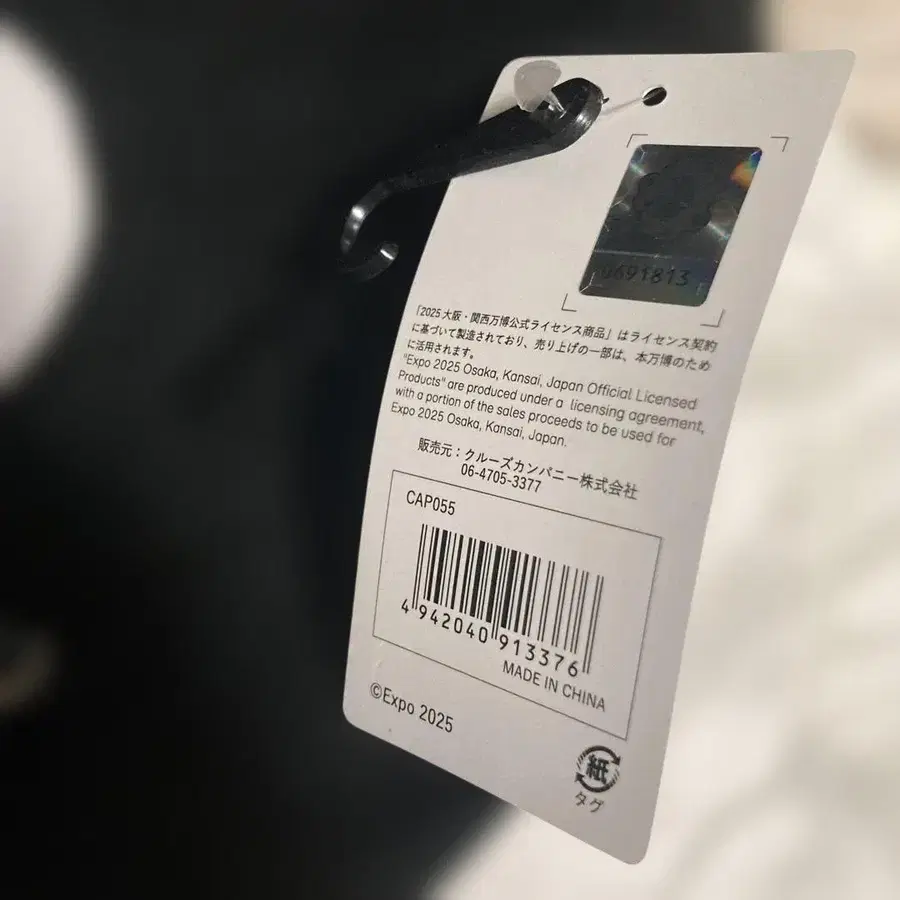 0691813
「2025大阪・関西万博公式ライセンス商品」はライセンス契約
に基づいて製造されており、売り上げの一部は、本万博のため
に活用されます。
"Expo 2025 Osaka, Kansai, Japan Official Licensed
Products" are produced under a licensing agreement,
with a portion of the sales proceeds to be used for
Expo 2025 Osaka, Kansai, Japan.
販売元：クルーズカンパニー株式会社
06-4705-3377
CAP055
4 942040 913376
MADE IN CHINA
©Expo 2025
紙
タグ